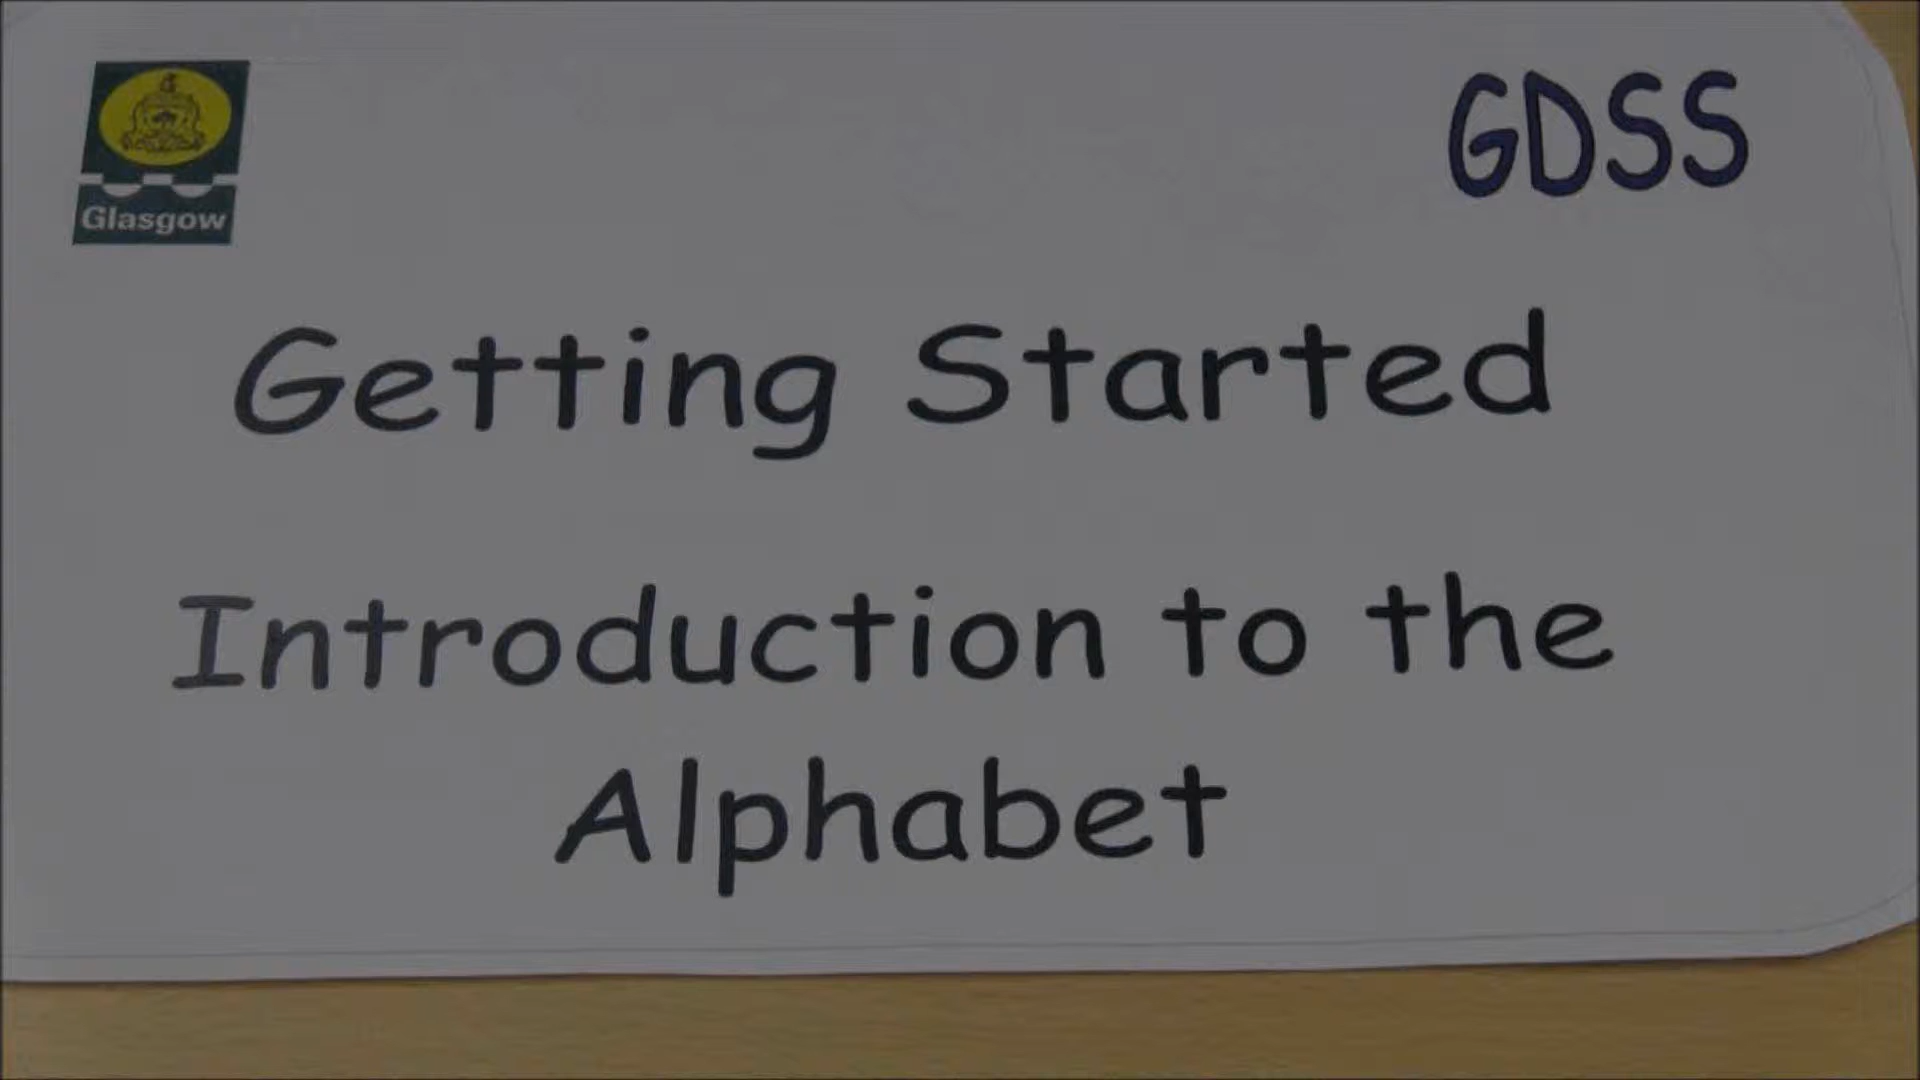 Glasgow
GDSS
Getting Started
Introduction to the
Alphabet